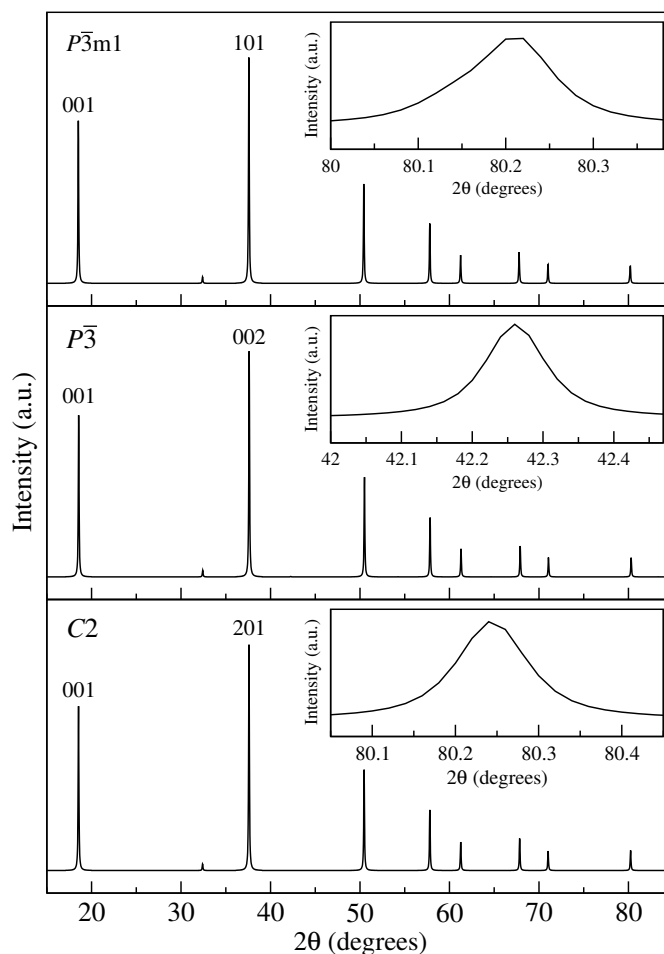 P3̅m1
001
101
Intensity (a.u.)
80 80.1 80.2 80.3
2θ (degrees)
P3̅
001
002
Intensity (a.u.)
42 42.1 42.2 42.3 42.4
2θ (degrees)
C2
001
201
Intensity (a.u.)
80.1 80.2 80.3 80.4
2θ (degrees)
Intensity (a.u.)
20 30 40 50 60 70 80
2θ (degrees)